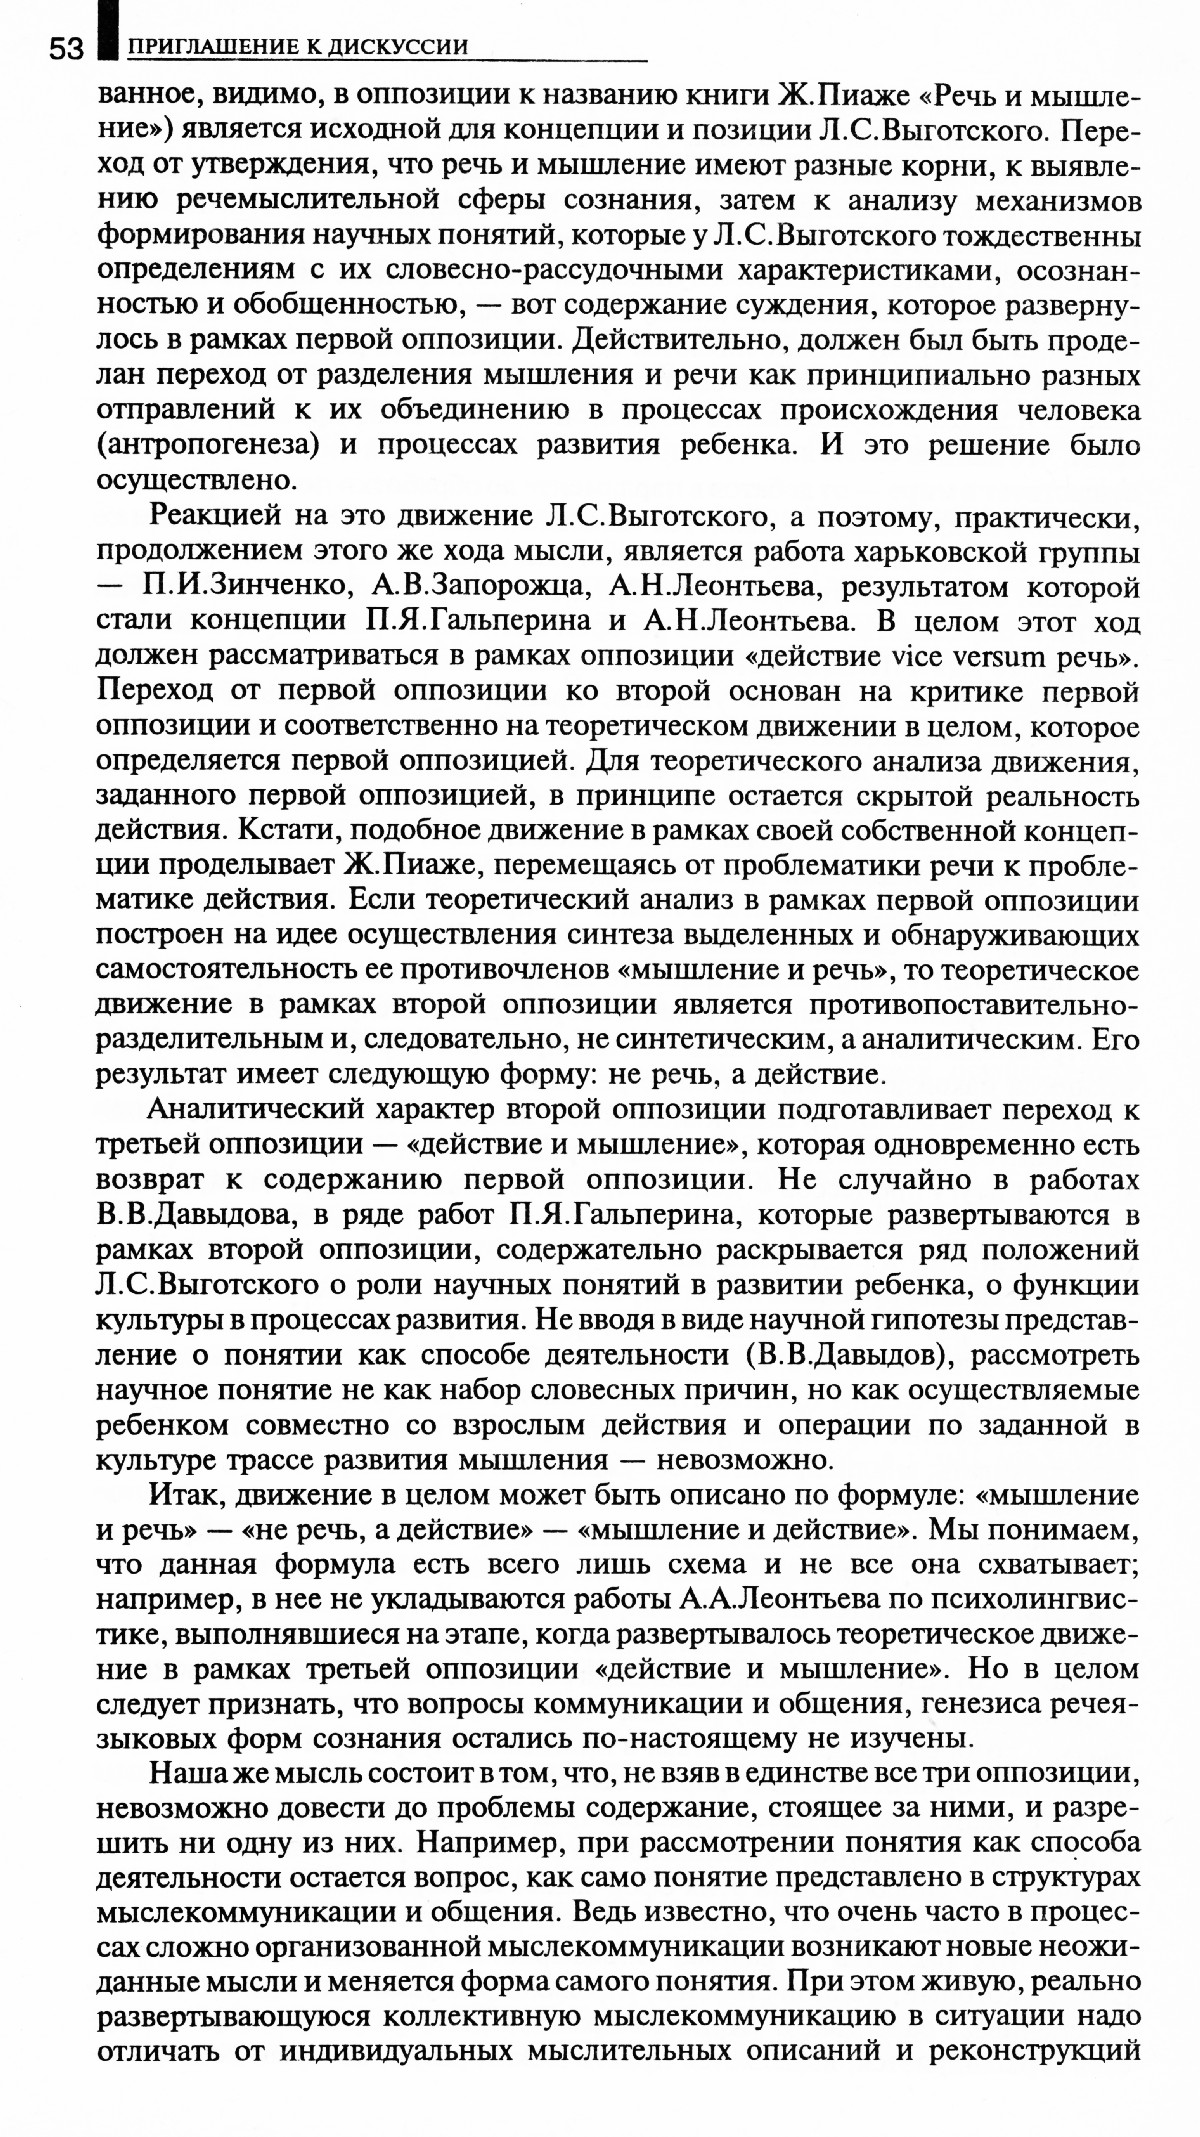 53 ПРИГЛАШЕНИЕ К ДИСКУССИИ
ванное, видимо, в оппозиции к названию книги Ж.Пиаже «Речь и мышле-
ние») является исходной для концепции и позиции Л.С.Выготского. Пере-
ход от утверждения, что речь и мышление имеют разные корни, к выявле-
нию речемыслительной сферы сознания, затем к анализу механизмов
формирования научных понятий, которые у Л.С.Выготского тождественны
определениям с их словесно-рассудочными характеристиками, осознан-
ностью и обобщенностью, — вот содержание суждения, которое разверну-
лось в рамках первой оппозиции. Действительно, должен был быть проде-
лан переход от разделения мышления и речи как принципиально разных
отправлений к их объединению в процессах происхождения человека
(антропогенеза) и процессах развития ребенка. И это решение было
осуществлено.
Реакцией на это движение Л.С.Выготского, а поэтому, практически,
продолжением этого же хода мысли, является работа харьковской группы
— П.И.Зинченко, А.В.Запорожца, А.Н.Леонтьева, результатом которой
стали концепции П.Я.Гальперина и А.Н.Леонтьева. В целом этот ход
должен рассматриваться в рамках оппозиции «действие vice versum речь».
Переход от первой оппозиции ко второй основан на критике первой
оппозиции и соответственно на теоретическом движении в целом, которое
определяется первой оппозицией. Для теоретического анализа движения,
заданного первой оппозицией, в принципе остается скрытой реальность
действия. Кстати, подобное движение в рамках своей собственной концеп-
ции проделывает Ж.Пиаже, перемещаясь от проблематики речи к пробле-
матике действия. Если теоретический анализ в рамках первой оппозиции
построен на идее осуществления синтеза выделенных и обнаруживающих
самостоятельность ее противочленов «мышление и речь», то теоретическое
движение в рамках второй оппозиции является противопоставительно-
разделительным и, следовательно, не синтетическим, а аналитическим. Его
результат имеет следующую форму: не речь, а действие.
Аналитический характер второй оппозиции подготавливает переход к
третьей оппозиции — «действие и мышление», которая одновременно есть
возврат к содержанию первой оппозиции. Не случайно в работах
В.В.Давыдова, в ряде работ П.Я.Гальперина, которые развертываются в
рамках второй оппозиции, содержательно раскрывается ряд положений
Л.С.Выготского о роли научных понятий в развитии ребенка, о функции
культуры в процессах развития. Не вводя в виде научной гипотезы представ-
ление о понятии как способе деятельности (В.В.Давыдов), рассмотреть
научное понятие не как набор словесных причин, но как осуществляемые
ребенком совместно со взрослым действия и операции по заданной в
культуре трассе развития мышления — невозможно.
Итак, движение в целом может быть описано по формуле: «мышление
и речь» — «не речь, а действие» — «мышление и действие». Мы понимаем,
что данная формула есть всего лишь схема и не все она схватывает;
например, в нее не укладываются работы А.А.Леонтьева по психолингвис-
тике, выполнявшиеся на этапе, когда развертывалось теоретическое движе-
ние в рамках третьей оппозиции «действие и мышление». Но в целом
следует признать, что вопросы коммуникации и общения, генезиса речея-
зыковых форм сознания остались по-настоящему не изучены.
Наша же мысль состоит в том, что, не взяв в единстве все три оппозиции,
невозможно довести до проблемы содержание, стоящее за ними, и разре-
шить ни одну из них. Например, при рассмотрении понятия как способа
деятельности остается вопрос, как само понятие представлено в структурах
мыслекоммуникации и общения. Ведь известно, что очень часто в процес-
сах сложно организованной мыслекоммуникации возникают новые неожи-
данные мысли и меняется форма самого понятия. При этом живую, реально
развертывающуюся коллективную мыслекоммуникацию в ситуации надо
отличать от индивидуальных мыслительных описаний и реконструкций